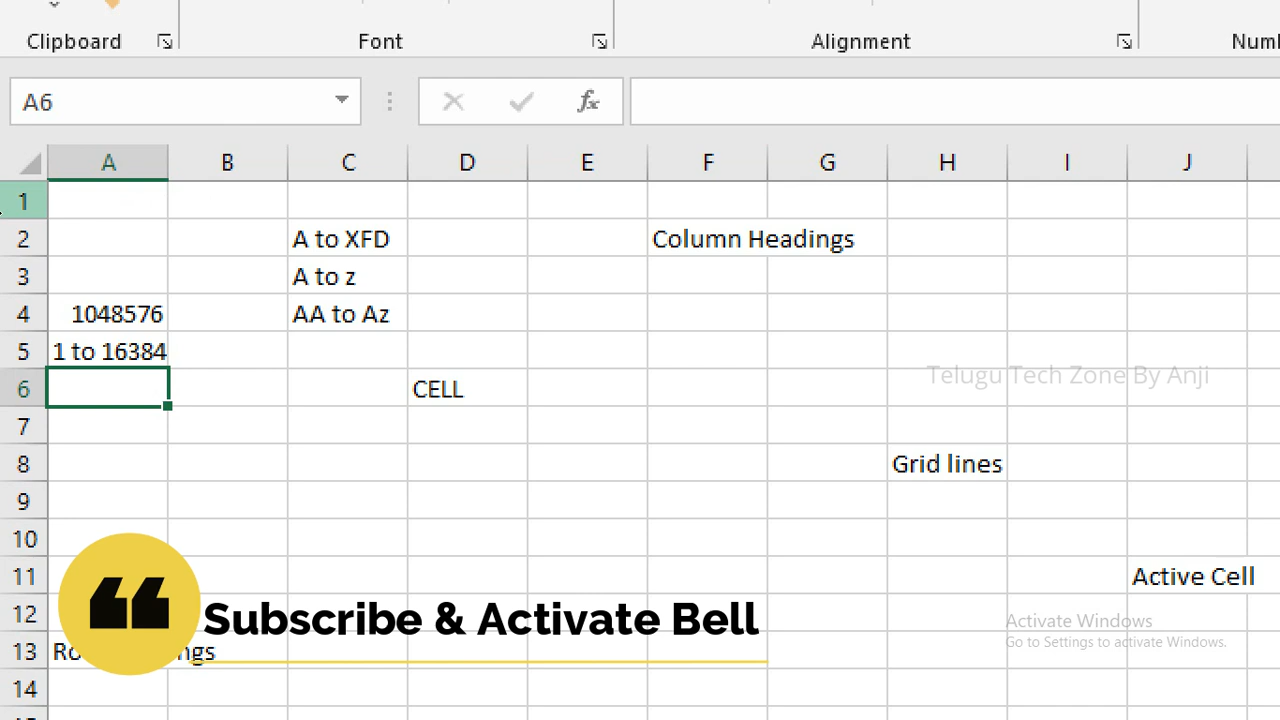 Clipboard Font Alignment
A6 fx
A B C D E F G H I J
1
2 A to XFD Column Headings
3 A to z
4 1048576 AA to Az
5 1 to 16384
6 CELL
Telugu Tech Zone By Anji
7
8 Grid lines
9
10
11 Active Cell
12
Subscribe & Activate Bell
Activate Windows
Go to Settings to activate Windows.
13
14